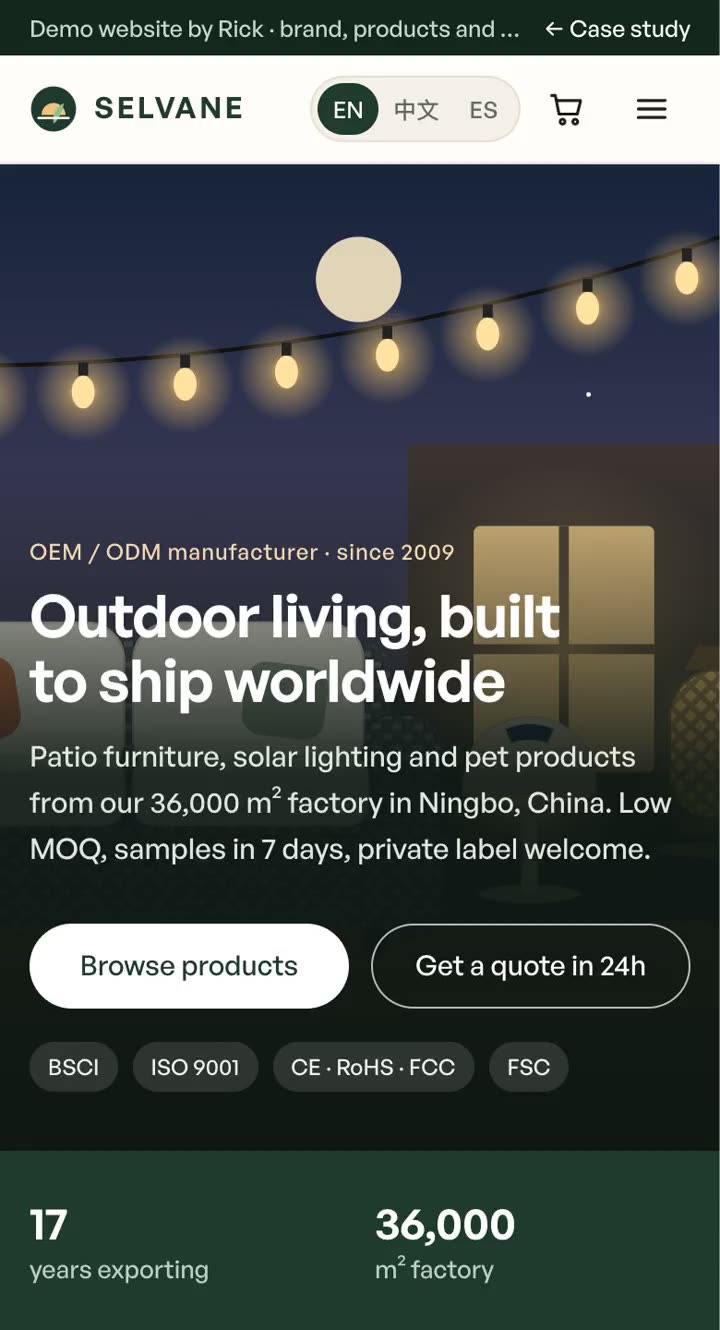 Demo website by Rick · brand, products and ...
← Case study
SELVANE
EN
中文
ES
OEM / ODM manufacturer · since 2009
Outdoor living, built
to ship worldwide
Patio furniture, solar lighting and pet products
from our 36,000 m² factory in Ningbo, China. Low
MOQ, samples in 7 days, private label welcome.
Browse products
Get a quote in 24h
BSCI
ISO 9001
CE · RoHS · FCC
FSC
17
years exporting
36,000
m² factory